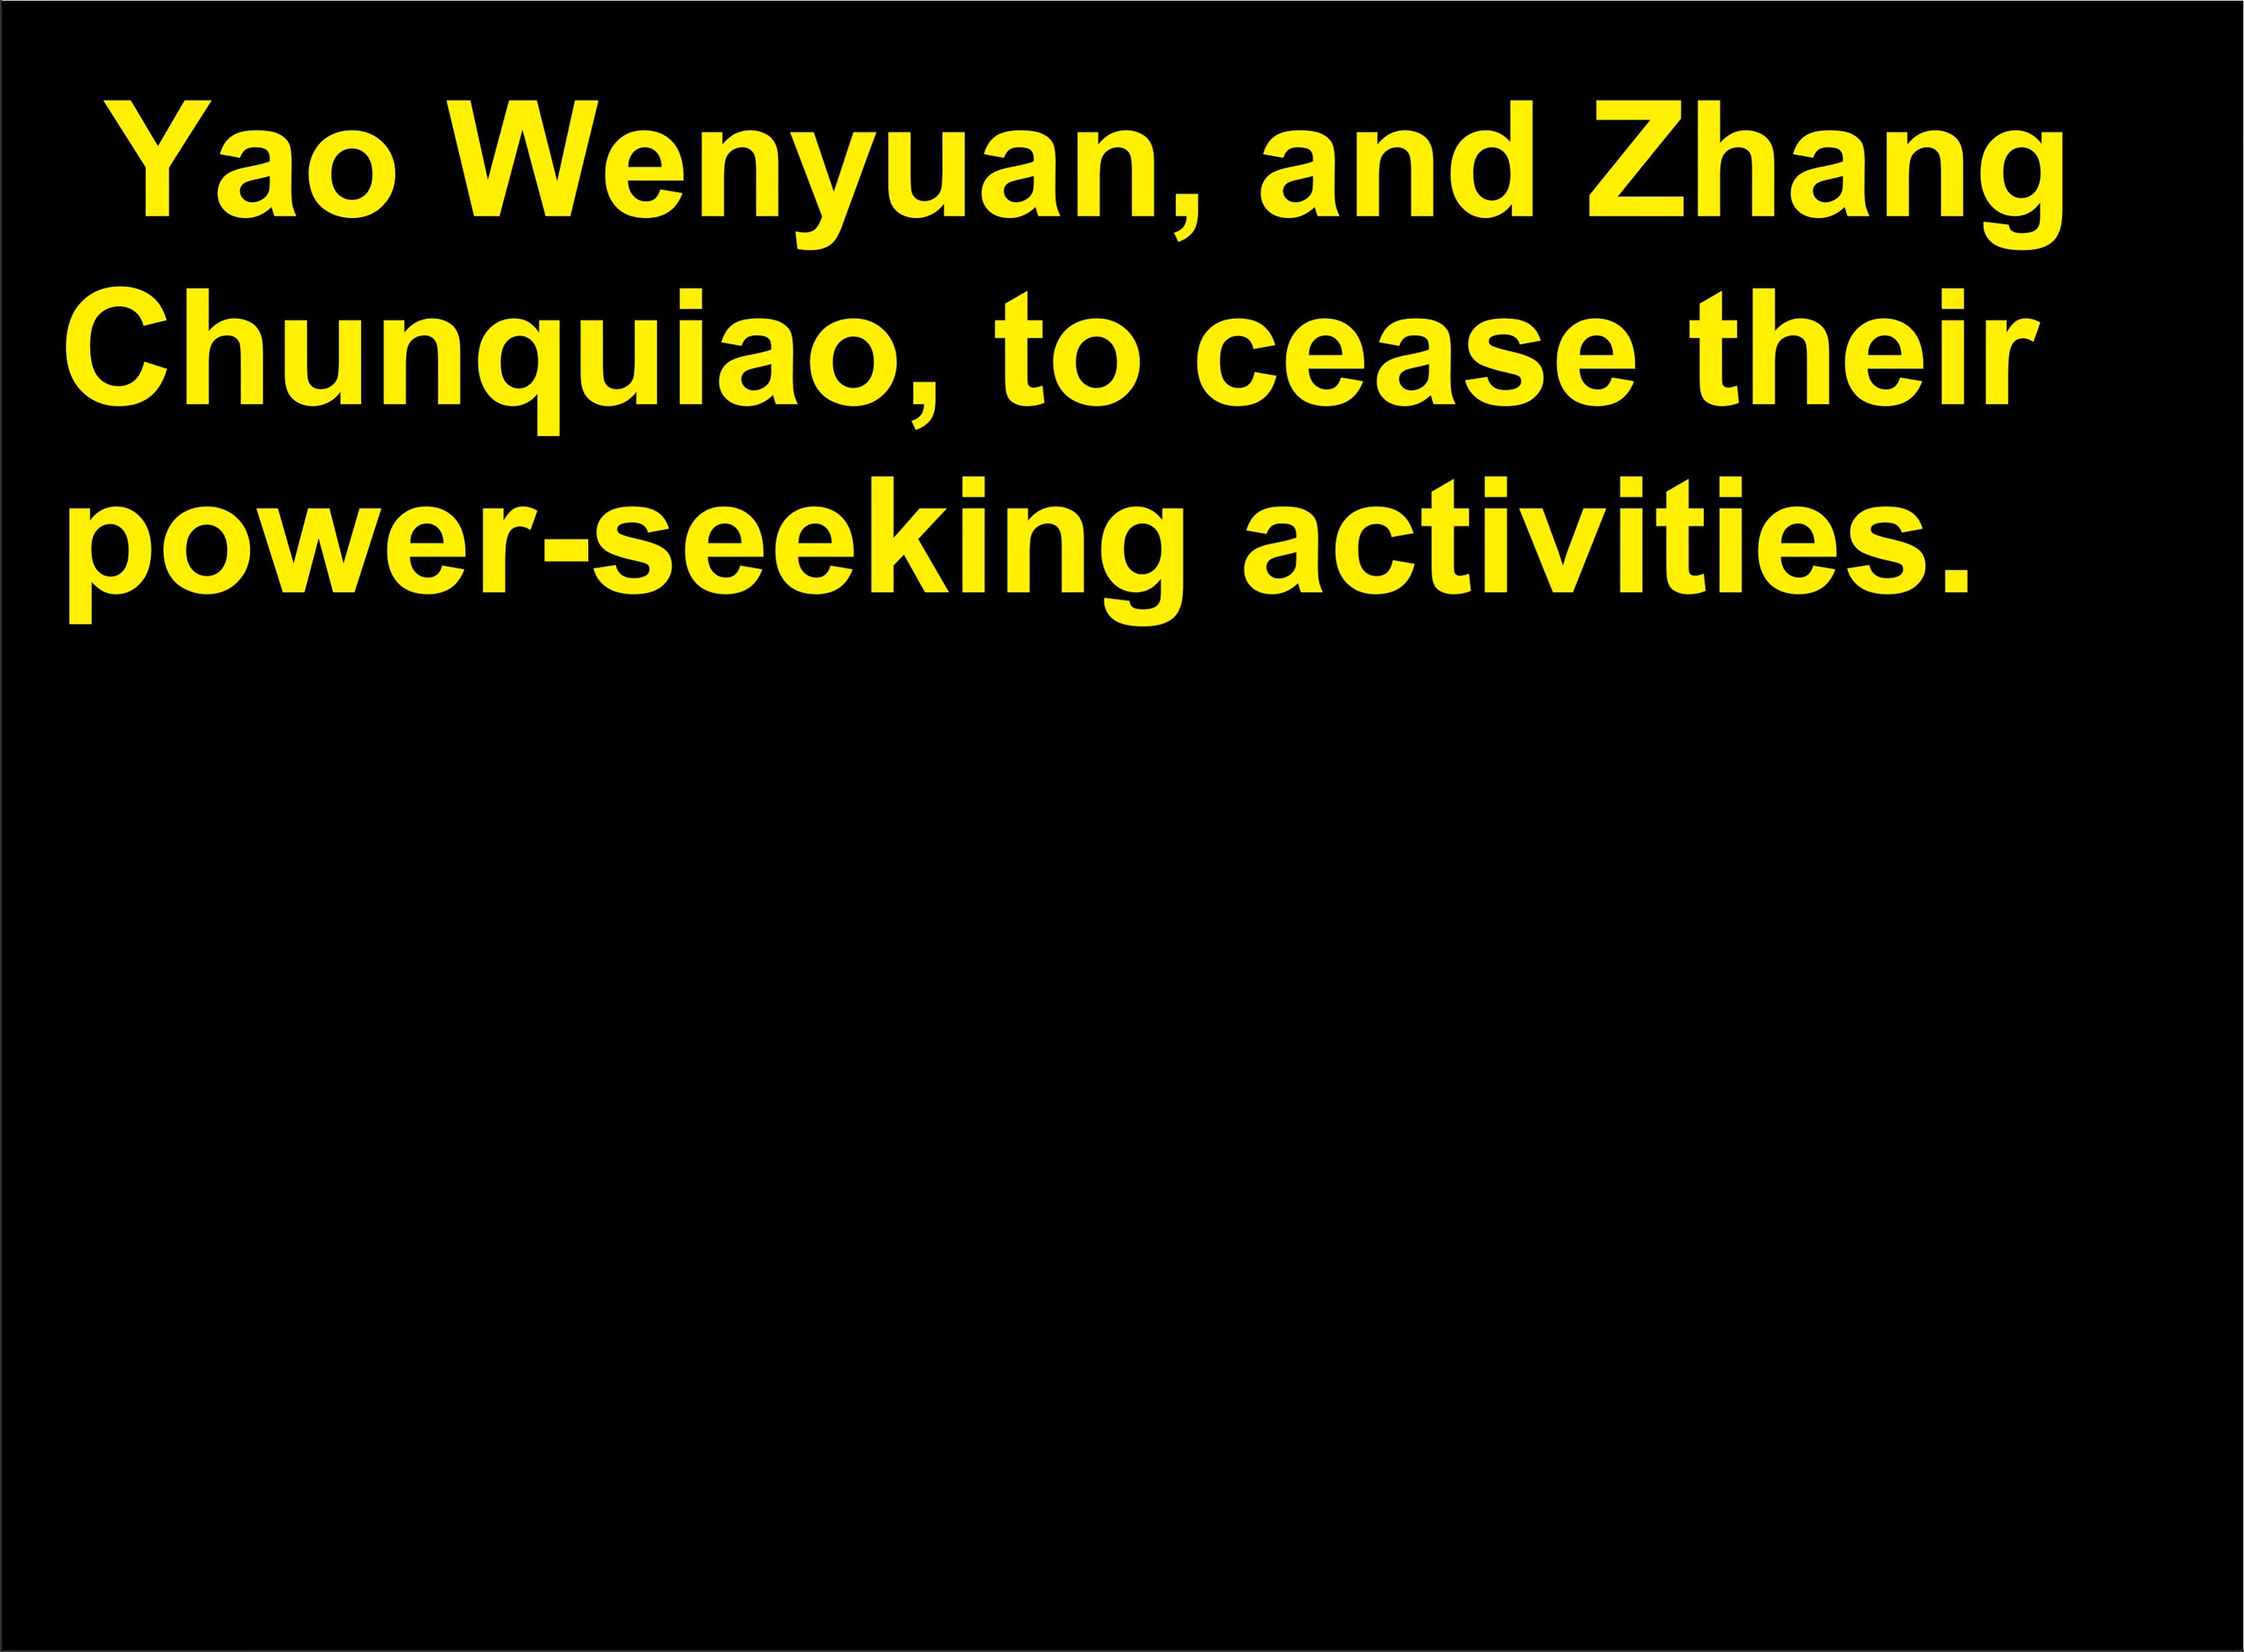 Yao Wenyuan, and Zhang
Chunquiao, to cease their
power-seeking activities.